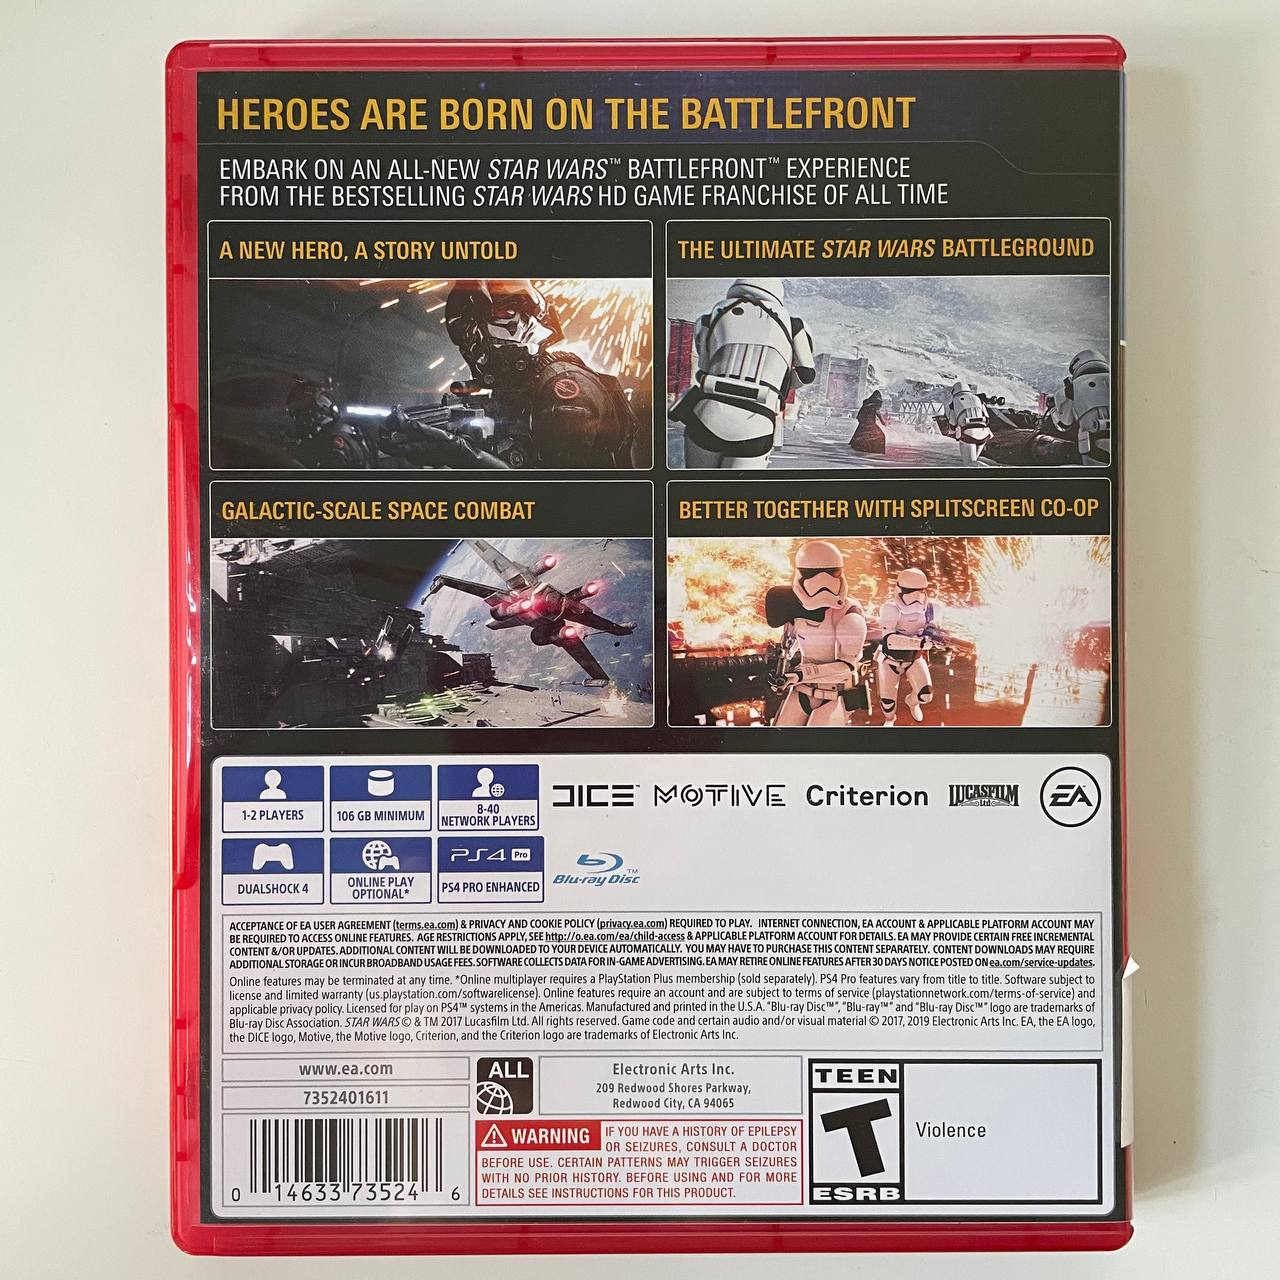 HEROES ARE BORN ON THE BATTLEFRONT
EMBARK ON AN ALL-NEW STAR WARS™ BATTLEFRONT™ EXPERIENCE
FROM THE BESTSELLING STAR WARS HD GAME FRANCHISE OF ALL TIME
A NEW HERO, A STORY UNTOLD
THE ULTIMATE STAR WARS BATTLEGROUND
GALACTIC-SCALE SPACE COMBAT
BETTER TOGETHER WITH SPLITSCREEN CO-OP
1-2 PLAYERS
106 GB MINIMUM
8-40
NETWORK PLAYERS
DICE™
MOTIVE
Criterion
LUCASFILM
Ltd
EA
DUALSHOCK 4
ONLINE PLAY
OPTIONAL*
PS4 Pro
PS4 PRO ENHANCED
Blu-ray Disc™
ACCEPTANCE OF EA USER AGREEMENT (terms.ea.com) & PRIVACY AND COOKIE POLICY (privacy.ea.com) REQUIRED TO PLAY. INTERNET CONNECTION, EA ACCOUNT & APPLICABLE PLATFORM ACCOUNT MAY
BE REQUIRED TO ACCESS ONLINE FEATURES. AGE RESTRICTIONS APPLY, SEE http://o.ea.com/ea/child-access & APPLICABLE PLATFORM ACCOUNT FOR DETAILS. EA MAY PROVIDE CERTAIN FREE INCREMENTAL
CONTENT &/OR UPDATES. ADDITIONAL CONTENT WILL BE DOWNLOADED TO YOUR DEVICE AUTOMATICALLY. YOU MAY HAVE TO PURCHASE THIS CONTENT SEPARATELY. CONTENT DOWNLOADS MAY REQUIRE
ADDITIONAL STORAGE OR INCUR BROADBAND USAGE FEES. SOFTWARE COLLECTS DATA FOR IN-GAME ADVERTISING. EA MAY RETIRE ONLINE FEATURES AFTER 30 DAYS NOTICE POSTED ON ea.com/service-updates.
Online features may be terminated at any time. *Online multiplayer requires a PlayStation Plus membership (sold separately). PS4 Pro features vary from title to title. Software subject to
license and limited warranty (us.playstation.com/softwarelicense). Online features require an account and are subject to terms of service (playstationnetwork.com/terms-of-service) and
applicable privacy policy. Licensed for play on PS4™ systems in the Americas. Manufactured and printed in the U.S.A. "Blu-ray Disc™", "Blu-ray™" and "Blu-ray Disc™" logo are trademarks of
Blu-ray Disc Association. STAR WARS © & TM 2017 Lucasfilm Ltd. All rights reserved. Game code and certain audio and/or visual material © 2017, 2019 Electronic Arts Inc. EA, the EA logo,
the DICE logo, Motive, the Motive logo, Criterion, and the Criterion logo are trademarks of Electronic Arts Inc.
www.ea.com
7352401611
ALL
Electronic Arts Inc.
209 Redwood Shores Parkway,
Redwood City, CA 94065
0 14633 73524 6
WARNING IF YOU HAVE A HISTORY OF EPILEPSY
OR SEIZURES, CONSULT A DOCTOR
BEFORE USE. CERTAIN PATTERNS MAY TRIGGER SEIZURES
WITH NO PRIOR HISTORY. BEFORE USING AND FOR MORE
DETAILS SEE INSTRUCTIONS FOR THIS PRODUCT.
TEEN
T
ESRB
Violence